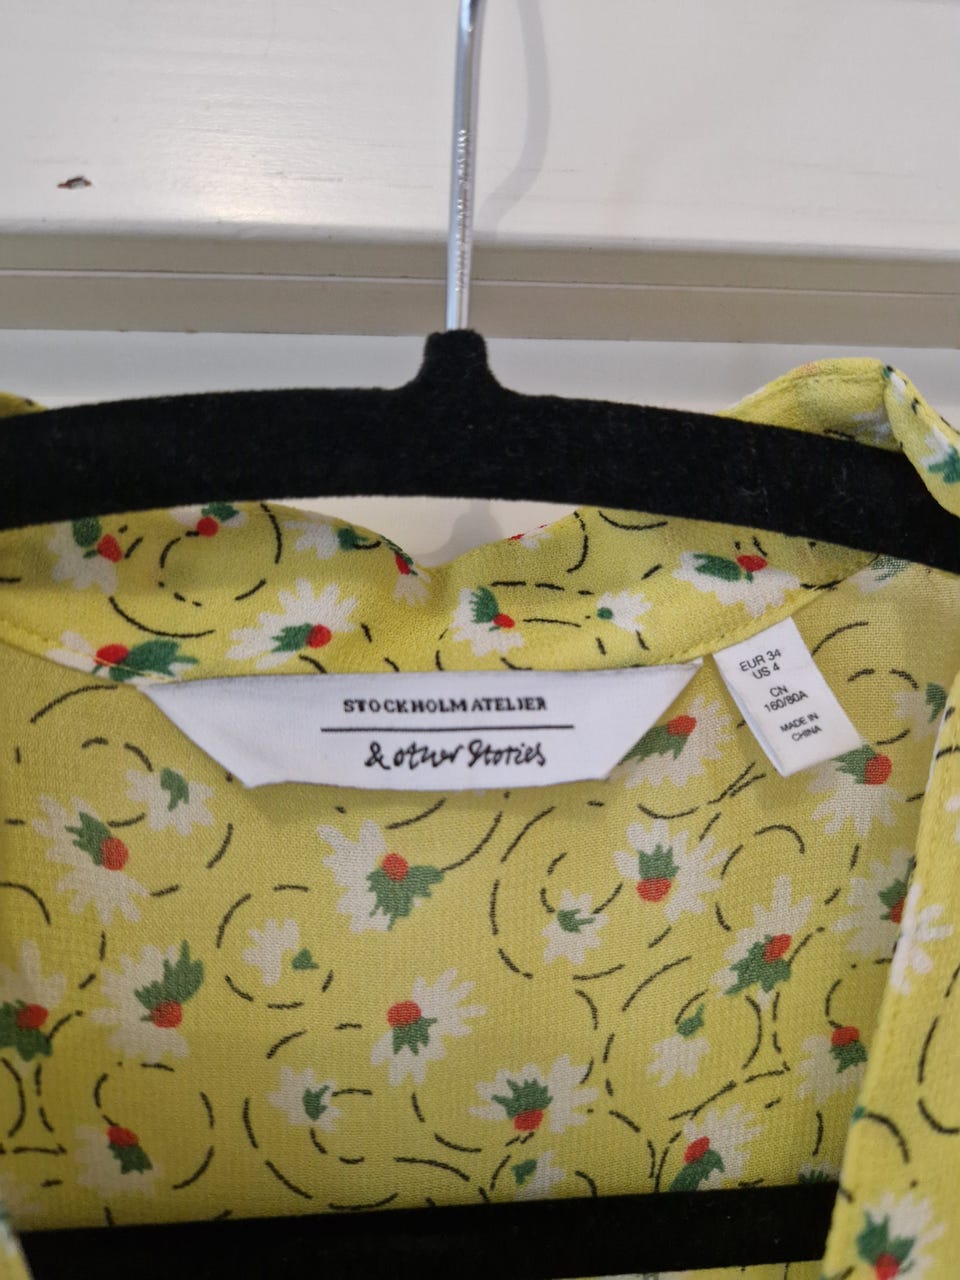 STOCKHOLM ATELIER
& other Stories
EUR 34
US 4
CN
160/80A
MADE IN
CHINA